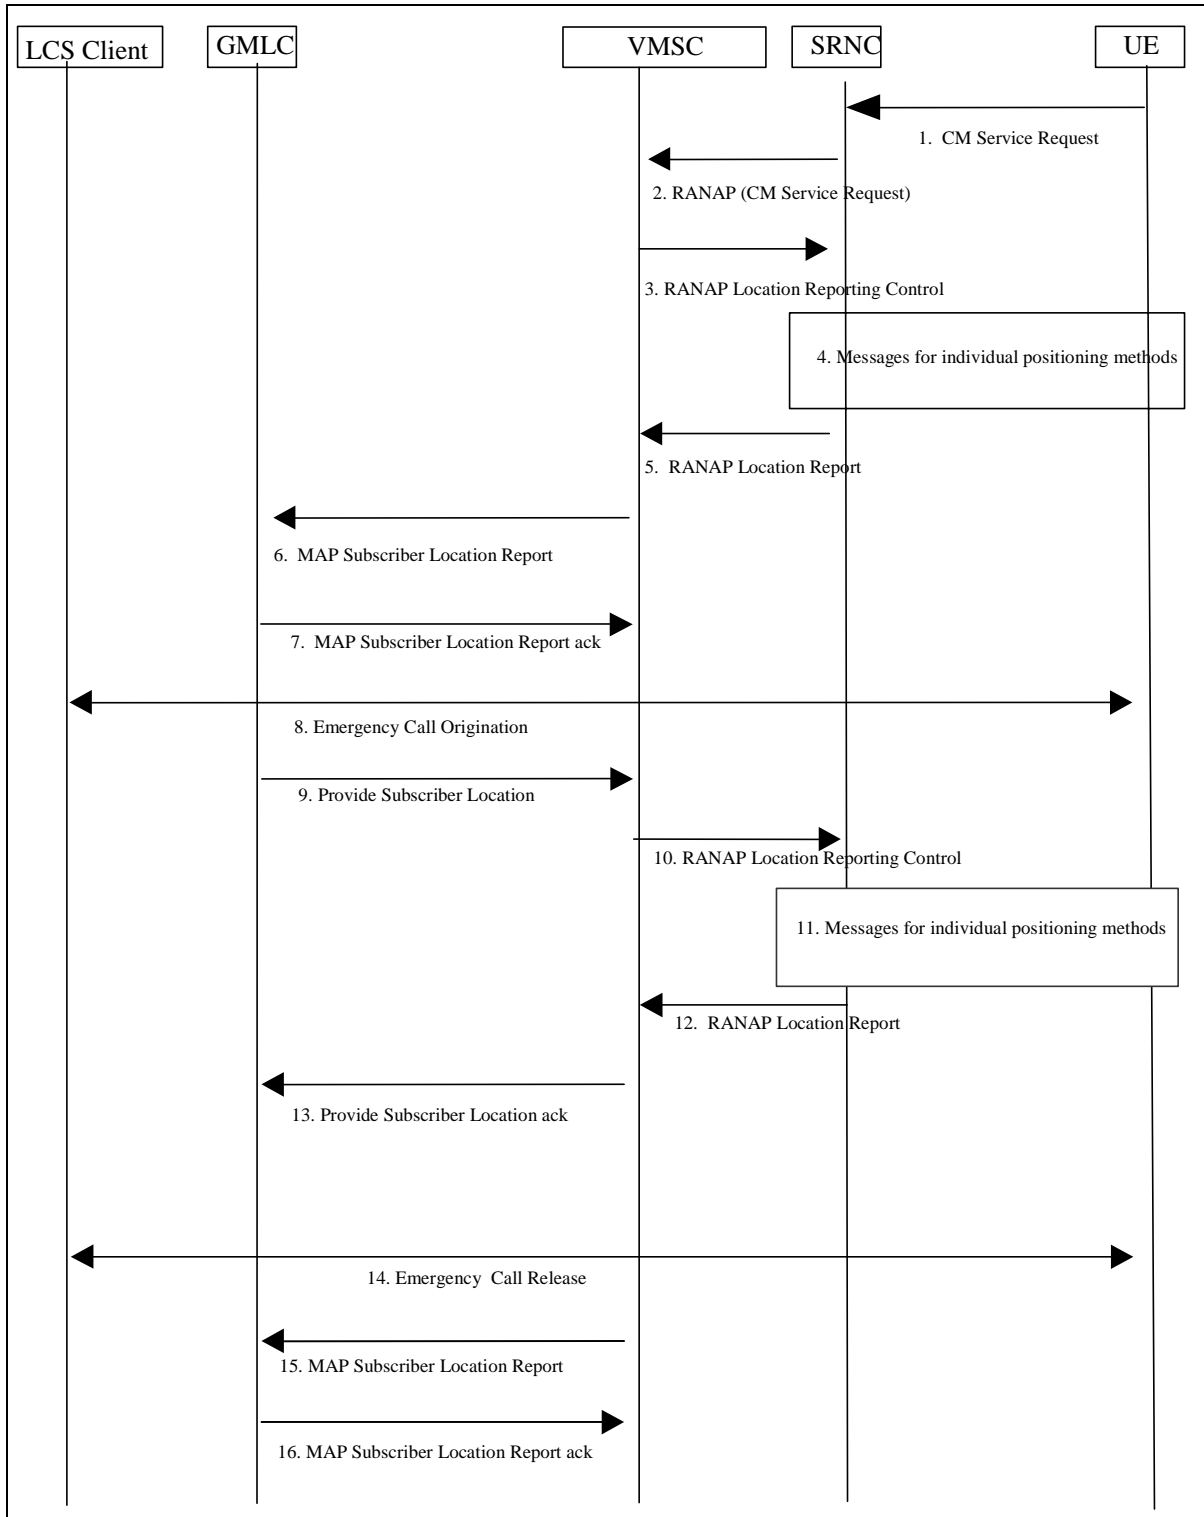 LCS Client
GMLC
VMSC
SRNC
UE
1. CM Service Request
2. RANAP (CM Service Request)
3. RANAP Location Reporting Control
4. Messages for individual positioning methods
5. RANAP Location Report
6. MAP Subscriber Location Report
7. MAP Subscriber Location Report ack
8. Emergency Call Origination
9. Provide Subscriber Location
10. RANAP Location Reporting Control
11. Messages for individual positioning methods
12. RANAP Location Report
13. Provide Subscriber Location ack
14. Emergency Call Release
15. MAP Subscriber Location Report
16. MAP Subscriber Location Report ack